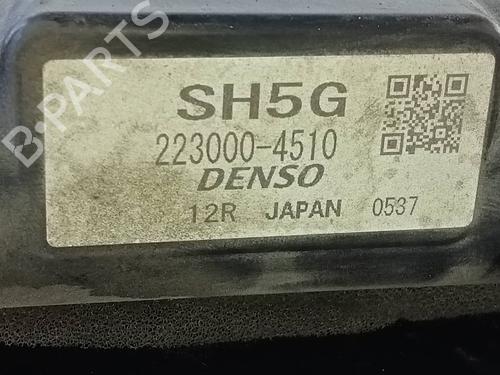 B-PARTS
SH5G
223000-4510
DENSO
12R JAPAN 0537